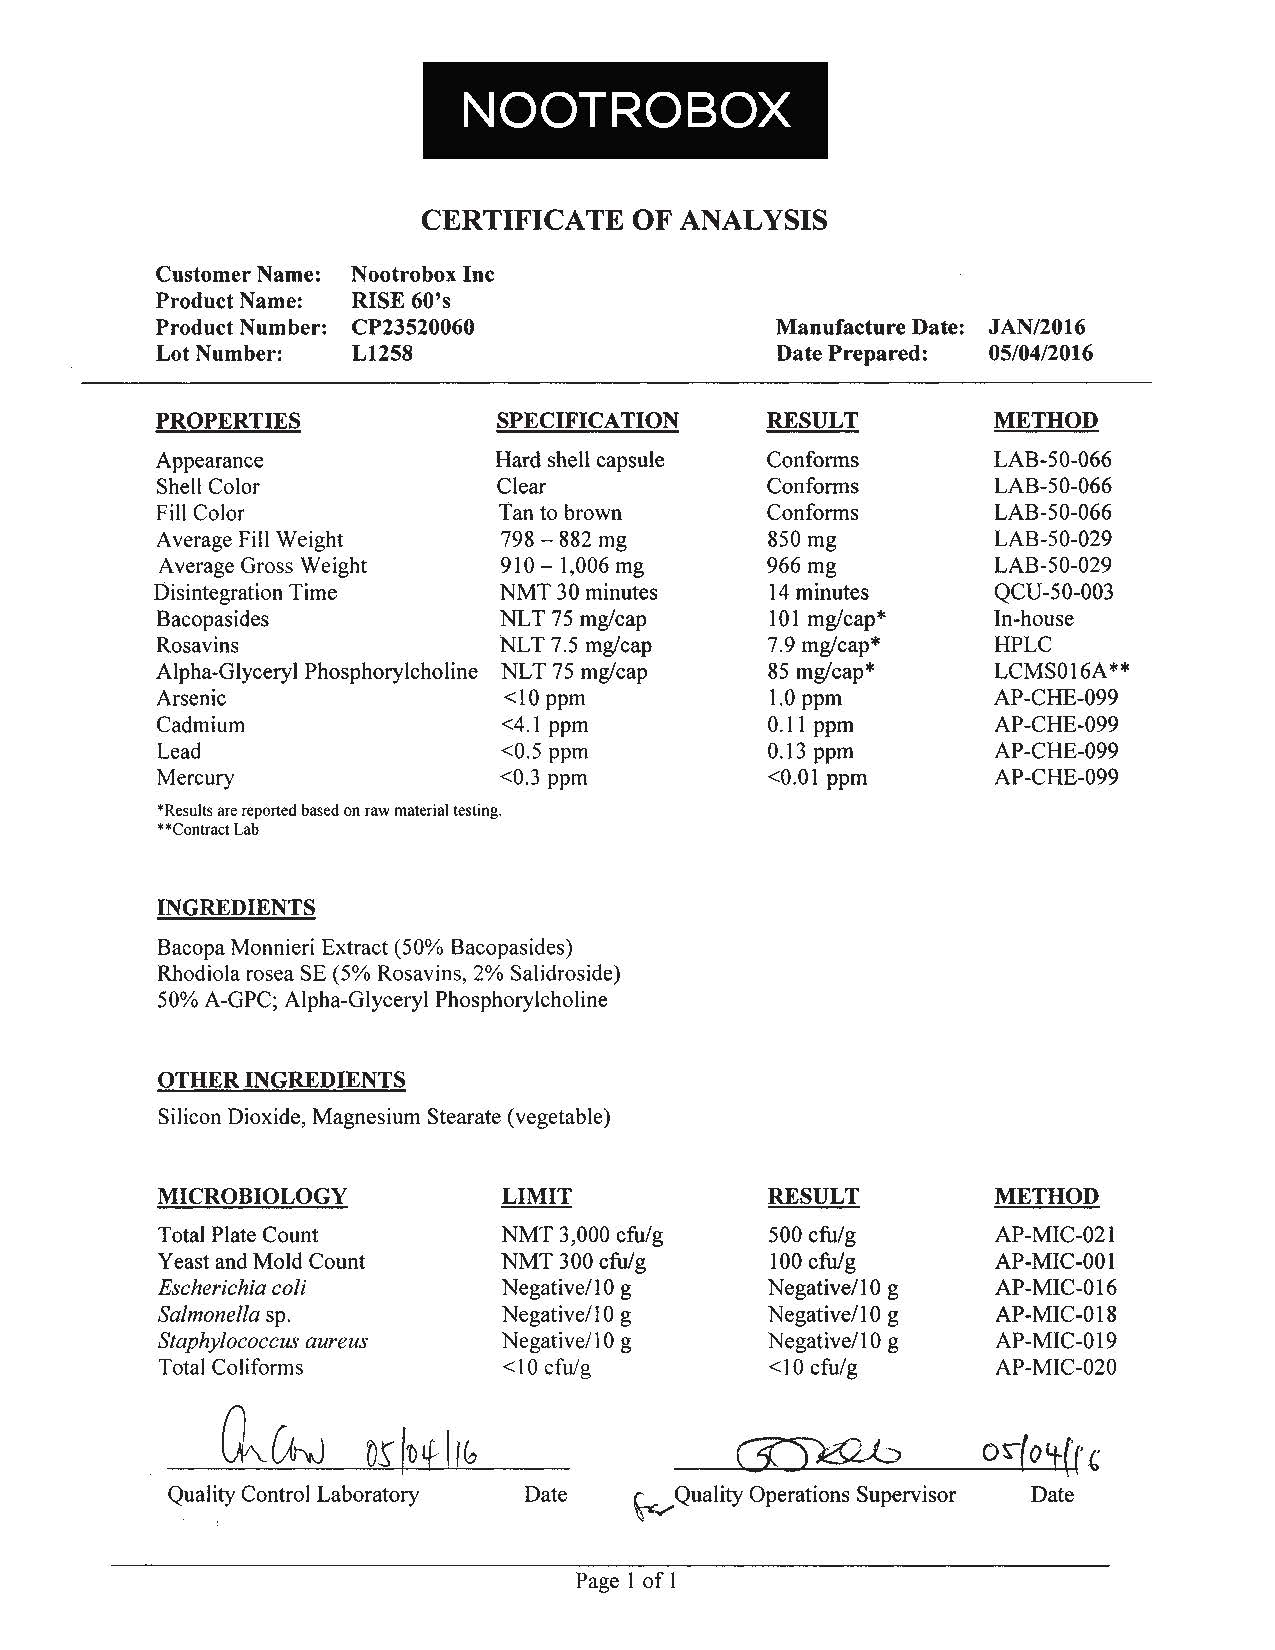 NOOTROBOX
CERTIFICATE OF ANALYSIS
Customer Name: Nootrobox Inc
Product Name: RISE 60's
Product Number: CP23520060 Manufacture Date: JAN/2016
Lot Number: L1258 Date Prepared: 05/04/2016
PROPERTIES SPECIFICATION RESULT METHOD
Appearance Hard shell capsule Conforms LAB-50-066
Shell Color Clear Conforms LAB-50-066
Fill Color Tan to brown Conforms LAB-50-066
Average Fill Weight 798 – 882 mg 850 mg LAB-50-029
Average Gross Weight 910 – 1,006 mg 966 mg LAB-50-029
Disintegration Time NMT 30 minutes 14 minutes QCU-50-003
Bacopasides NLT 75 mg/cap 101 mg/cap* In-house
Rosavins NLT 7.5 mg/cap 7.9 mg/cap* HPLC
Alpha-Glyceryl Phosphorylcholine NLT 75 mg/cap 85 mg/cap* LCMS016A**
Arsenic <10 ppm 1.0 ppm AP-CHE-099
Cadmium <4.1 ppm 0.11 ppm AP-CHE-099
Lead <0.5 ppm 0.13 ppm AP-CHE-099
Mercury <0.3 ppm <0.01 ppm AP-CHE-099
*Results are reported based on raw material testing.
**Contract Lab
INGREDIENTS
Bacopa Monnieri Extract (50% Bacopasides)
Rhodiola rosea SE (5% Rosavins, 2% Salidroside)
50% A-GPC; Alpha-Glyceryl Phosphorylcholine
OTHER INGREDIENTS
Silicon Dioxide, Magnesium Stearate (vegetable)
MICROBIOLOGY LIMIT RESULT METHOD
Total Plate Count NMT 3,000 cfu/g 500 cfu/g AP-MIC-021
Yeast and Mold Count NMT 300 cfu/g 100 cfu/g AP-MIC-001
Escherichia coli Negative/10 g Negative/10 g AP-MIC-016
Salmonella sp. Negative/10 g Negative/10 g AP-MIC-018
Staphylococcus aureus Negative/10 g Negative/10 g AP-MIC-019
Total Coliforms <10 cfu/g <10 cfu/g AP-MIC-020
05/04/16 05/04/16
Quality Control Laboratory Date Quality Operations Supervisor Date
Page 1 of 1